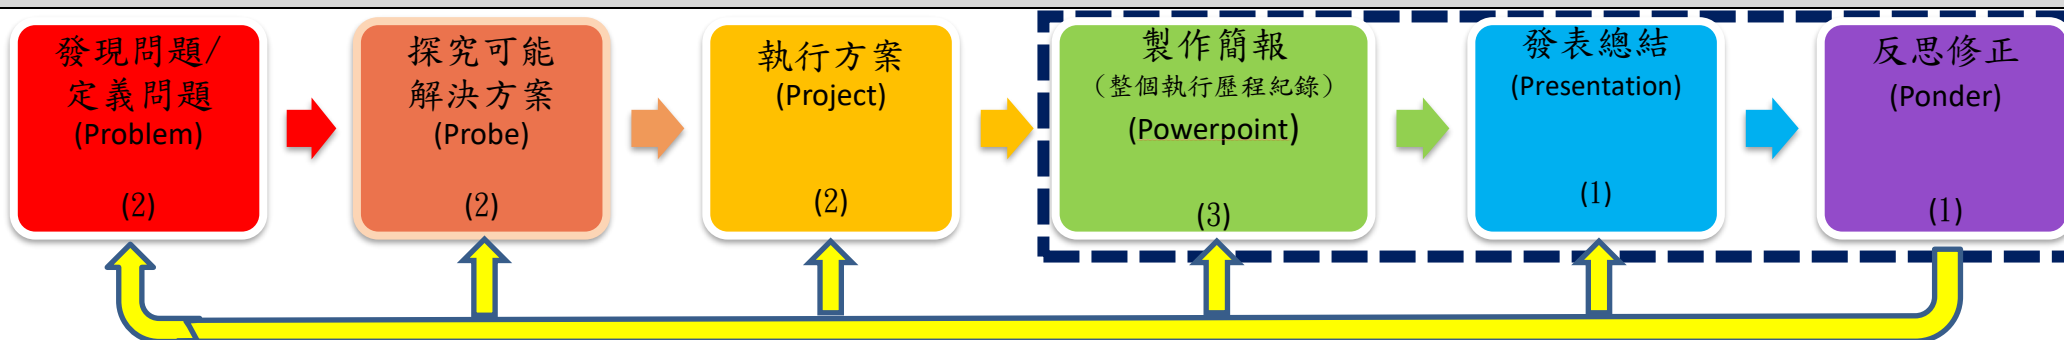 發現問題/
定義問題
(Problem)
(2)
探究可能
解決方案
(Probe)
(2)
執行方案
(Project)
(2)
製作簡報
(整個執行歷程紀錄)
(Powerpoint)
(3)
發表總結
(Presentation)
(1)
反思修正
(Ponder)
(1)